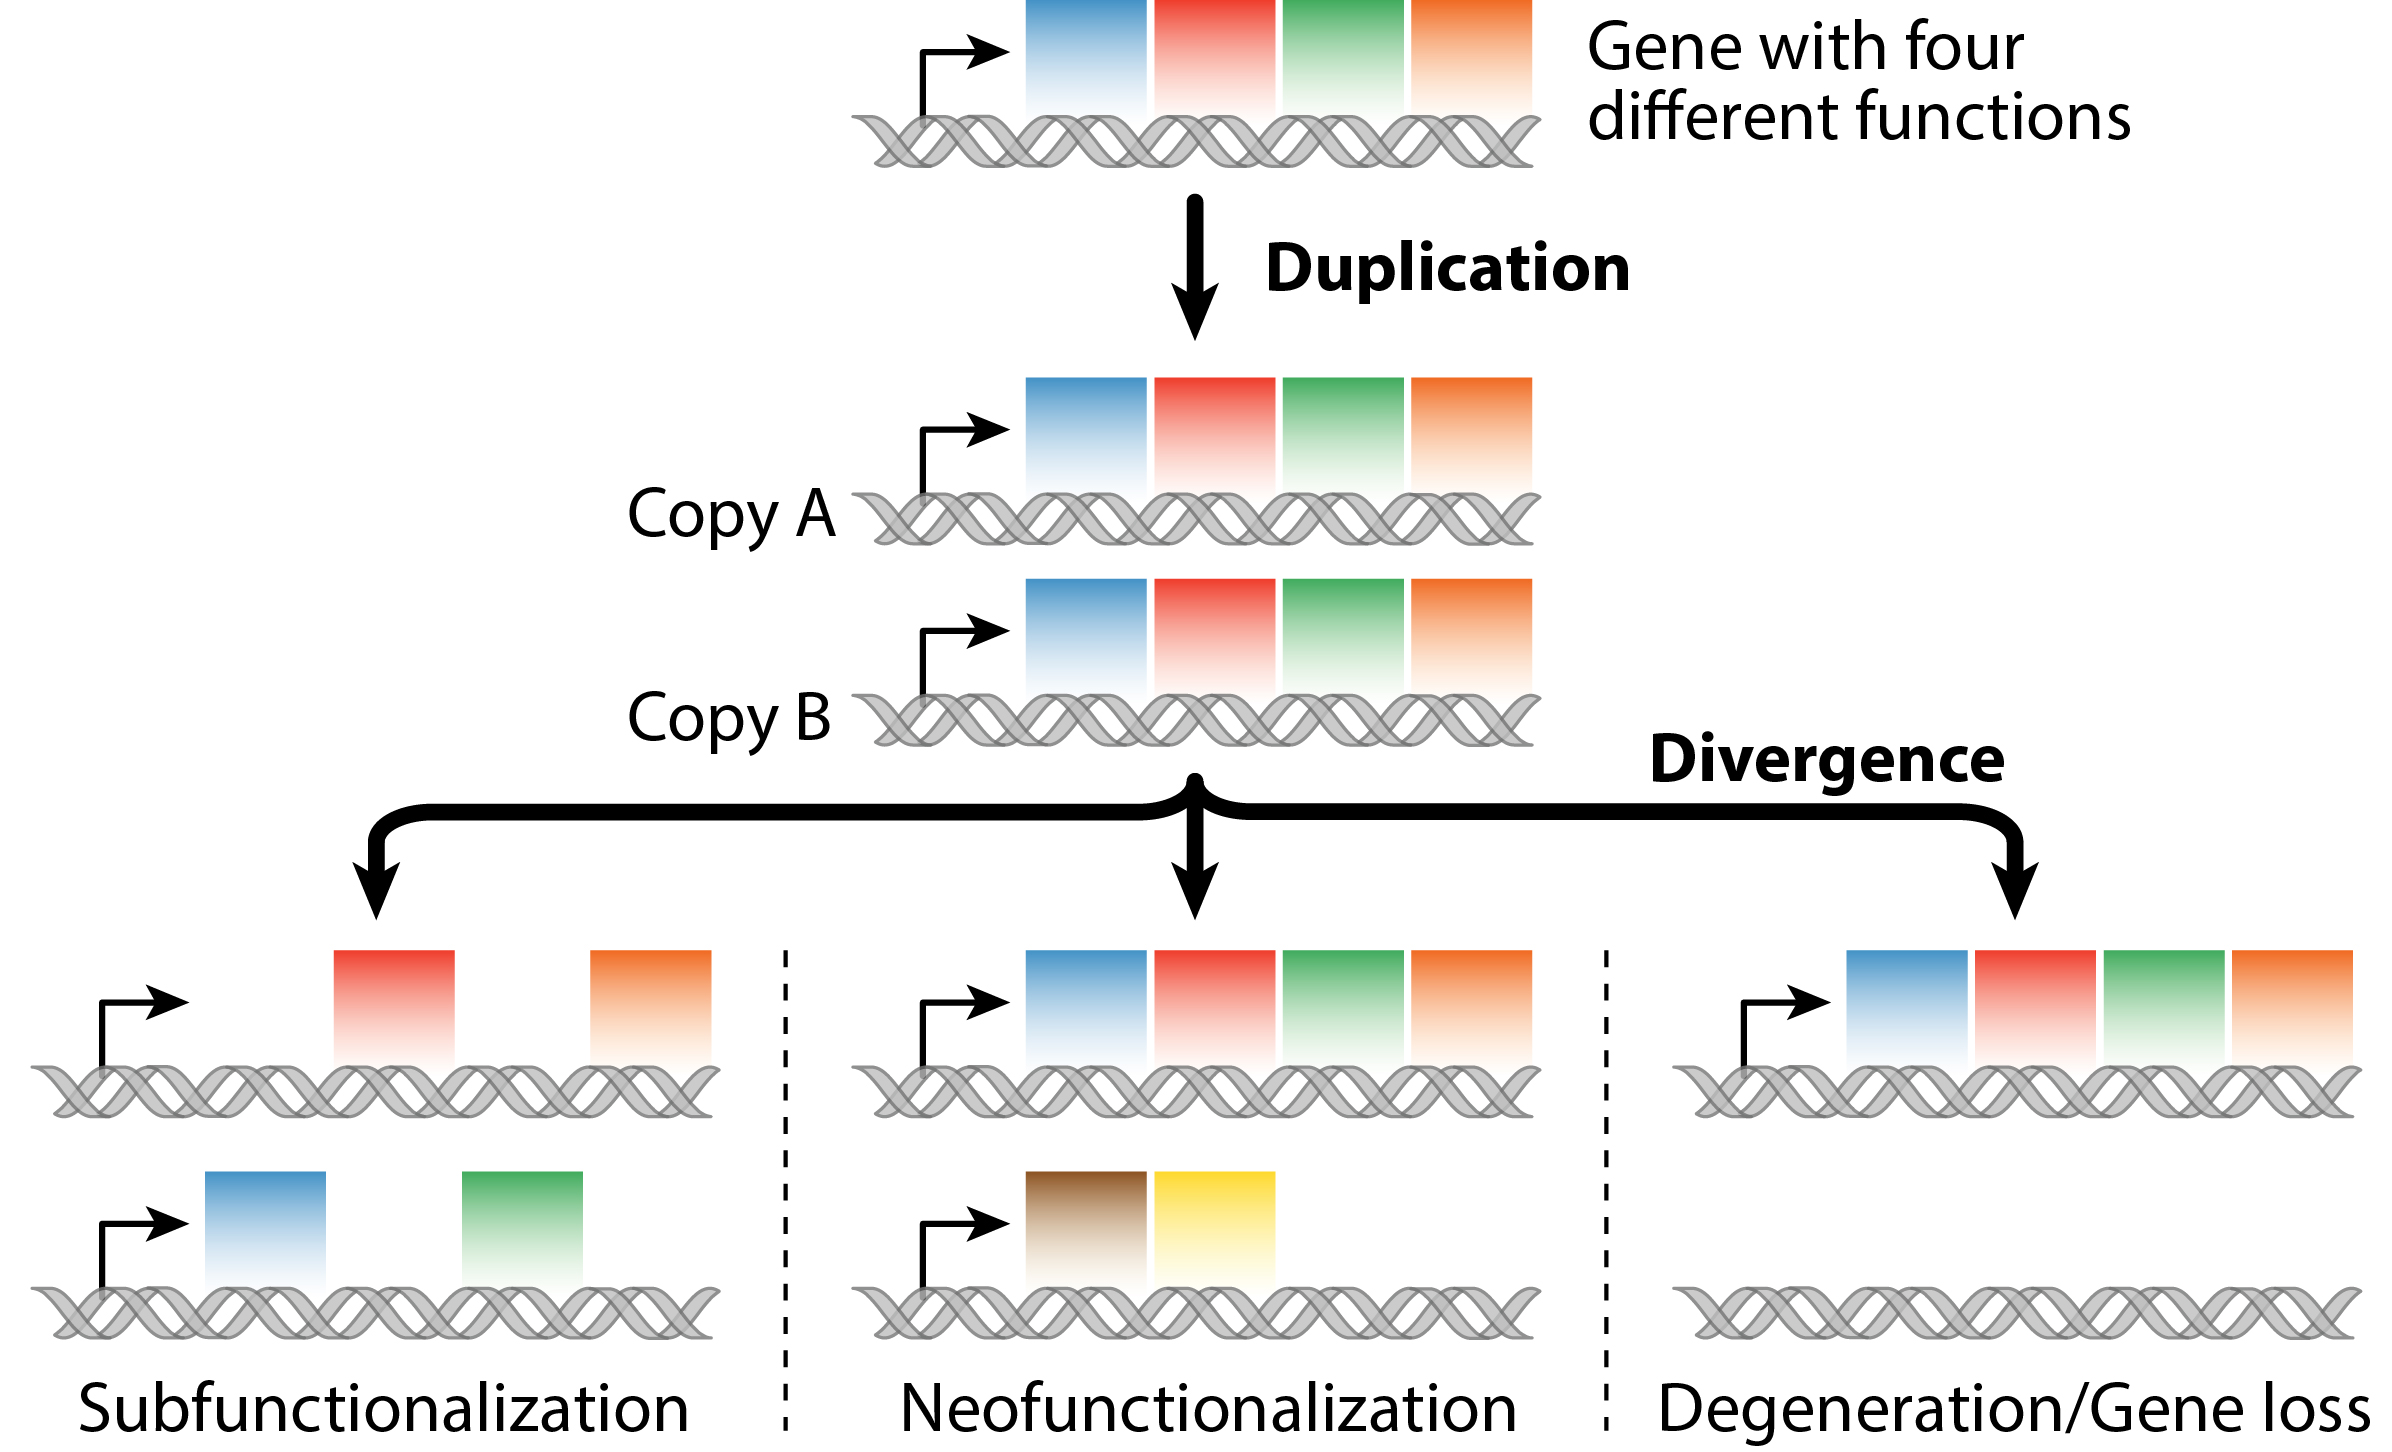 Gene with four
different functions
Duplication
Copy A
Copy B
Divergence
Subfunctionalization
Neofunctionalization
Degeneration/Gene loss